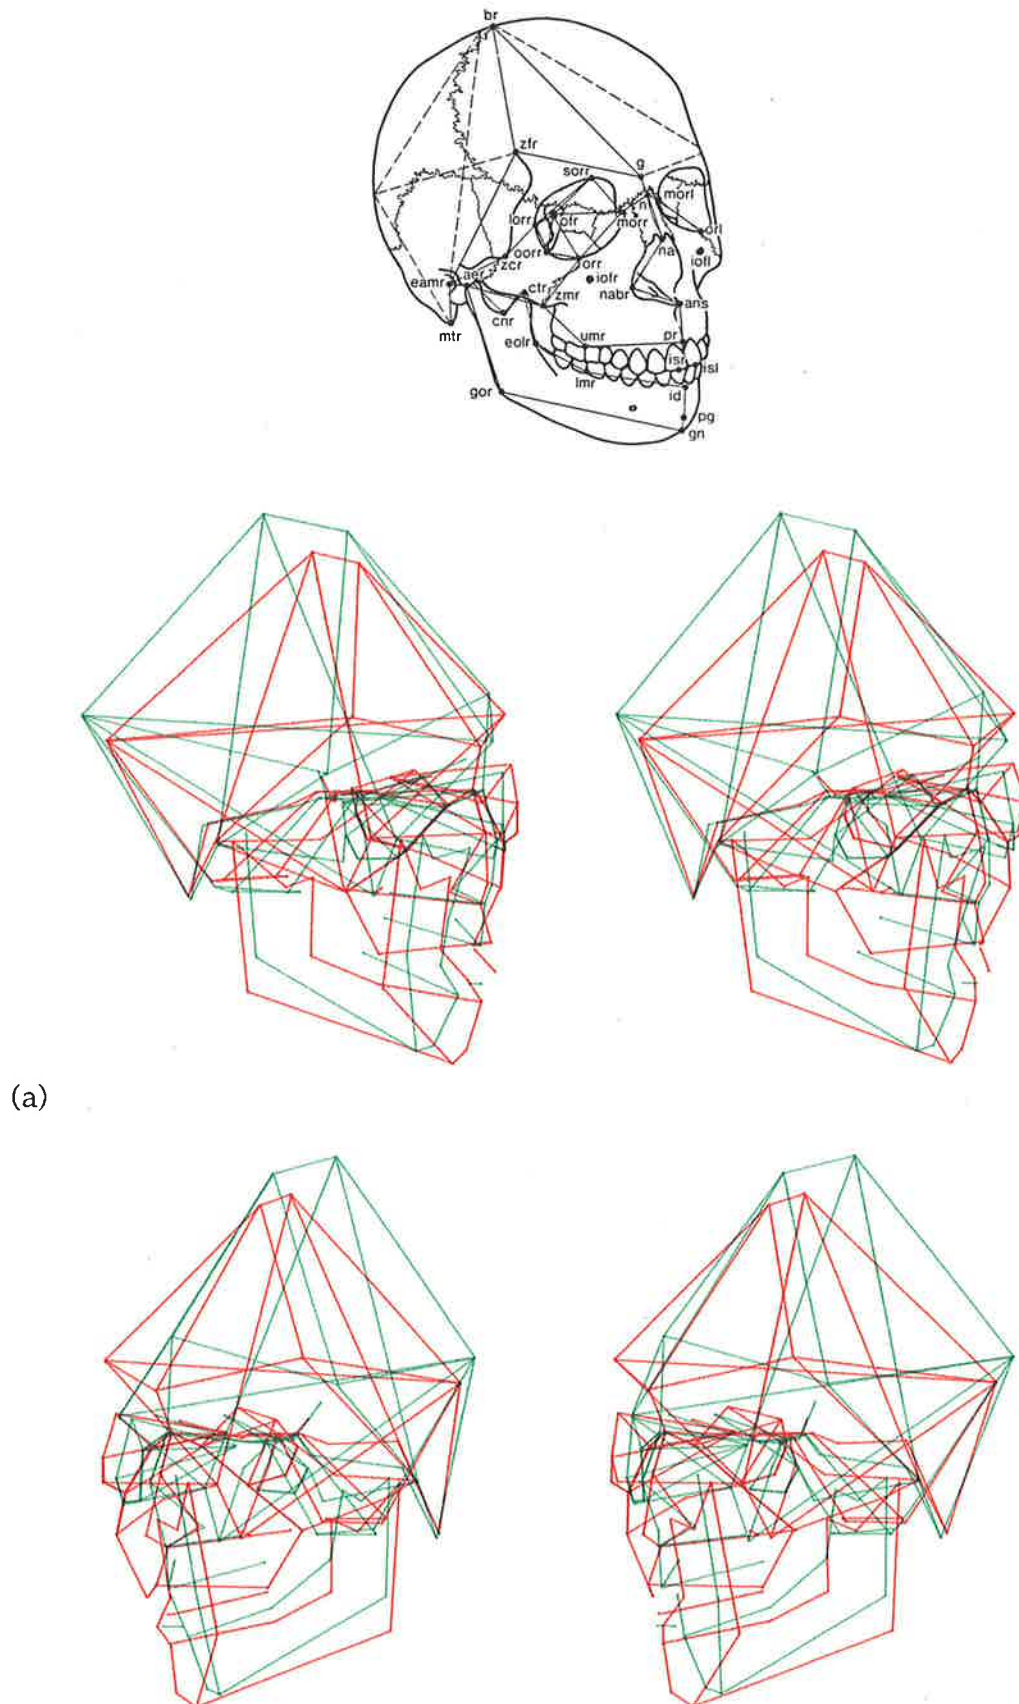 br
zfr
g
sorr
n
morl
lorr
ofr
morr
orl
oorr
na
zcr
orr
iofl
eamr
aer
iofr
ctr
zmr
nabr
ans
cnr
mtr
eolr
umr
pr
isr
isl
lmr
gor
id
pg
gn
(a)